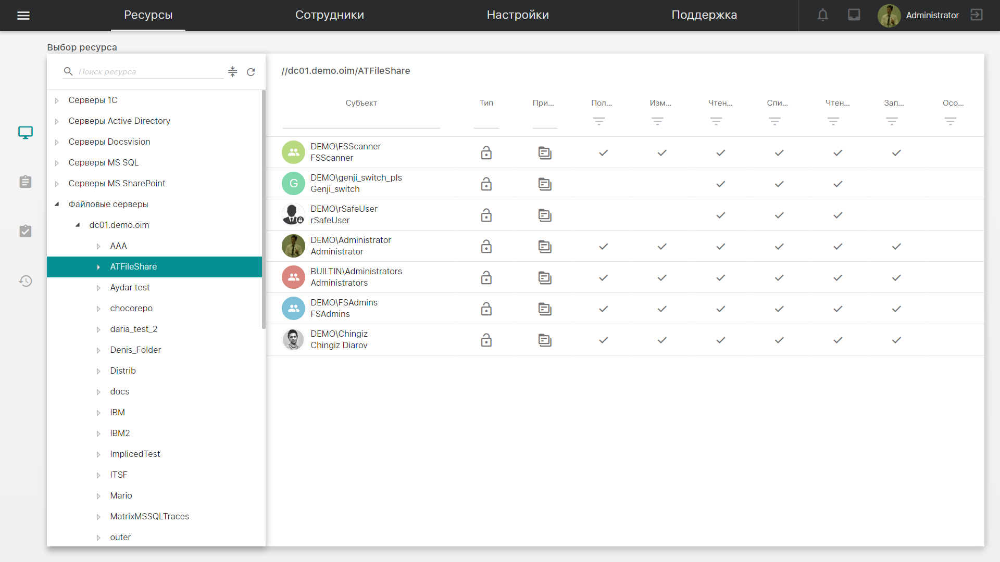 Ресурсы
Сотрудники
Настройки
Поддержка
Administrator
Выбор ресурса
Поиск ресурса
Серверы 1C
Серверы Active Directory
Серверы Docsvision
Серверы MS SQL
Серверы MS SharePoint
Файловые серверы
dc01.demo.oim
AAA
ATFileShare
Aydar test
chocorepo
daria_test_2
Denis_Folder
Distrib
docs
IBM
IBM2
ImplicedTest
ITSF
Mario
MatrixMSSQLTraces
outer
//dc01.demo.oim/ATFileShare
Субъект Тип При... Пол... Изм... Чтен... Спи... Чтен... Зап... Осо...
DEMO\FSScanner
FSScanner
G
DEMO\genji_switch_pls
Genji_switch
DEMO\rSafeUser
rSafeUser
DEMO\Administrator
Administrator
BUILTIN\Administrators
Administrators
DEMO\FSAdmins
FSAdmins
DEMO\Chingiz
Chingiz Diarov